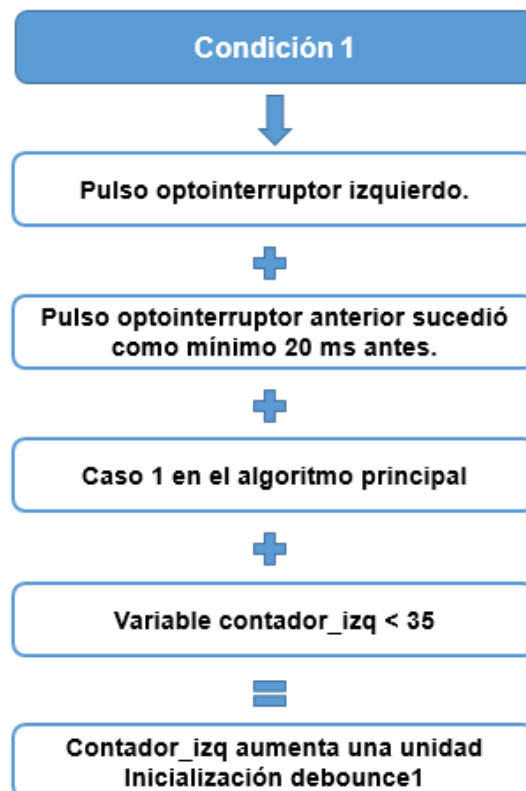 Condición 1
Pulso optointerruptor izquierdo.
Pulso optointerruptor anterior sucedió
como mínimo 20 ms antes.
Caso 1 en el algoritmo principal
Variable contador_izq < 35
Contador_izq aumenta una unidad
Inicialización debounce1